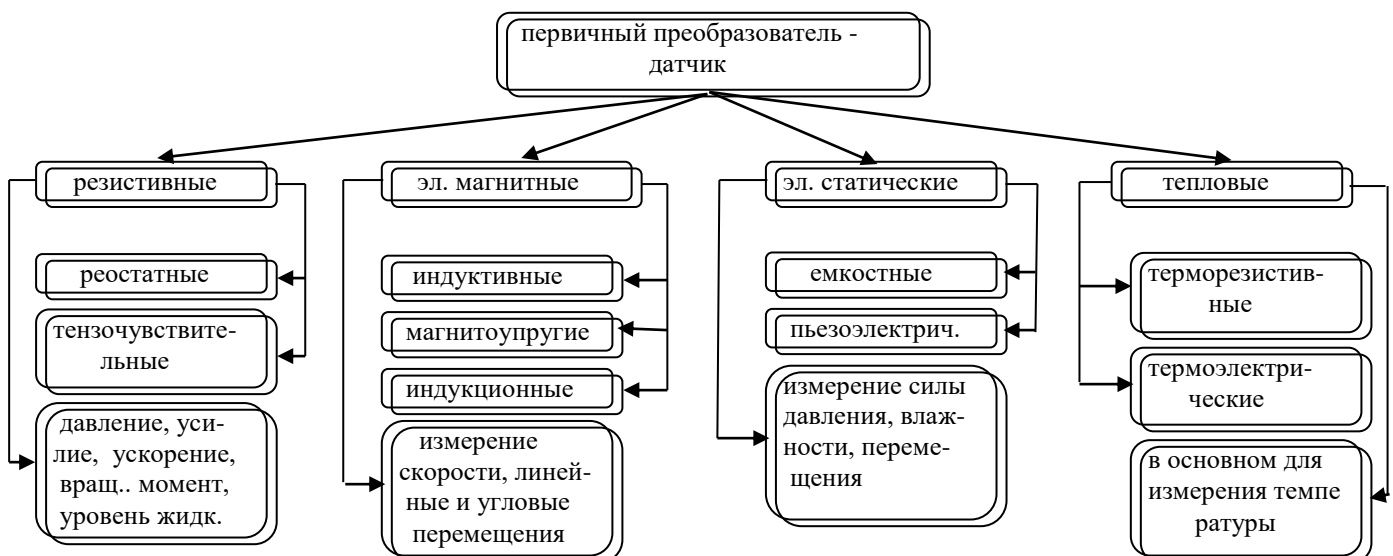 первичный преобразователь -
датчик
резистивные
эл. магнитные
эл. статические
тепловые
реостатные
тензочувствите-
льные
давление, уси-
лие, ускорение,
вращ.. момент,
уровень жидк.
индуктивные
магнитоупругие
индукционные
измерение
скорости, линей-
ные и угловые
перемещения
емкостные
пьезоэлектрич.
измерение силы
давления, влаж-
ности, переме-
щения
терморезистив-
ные
термоэлектри-
ческие
в основном для
измерения темпе
ратуры